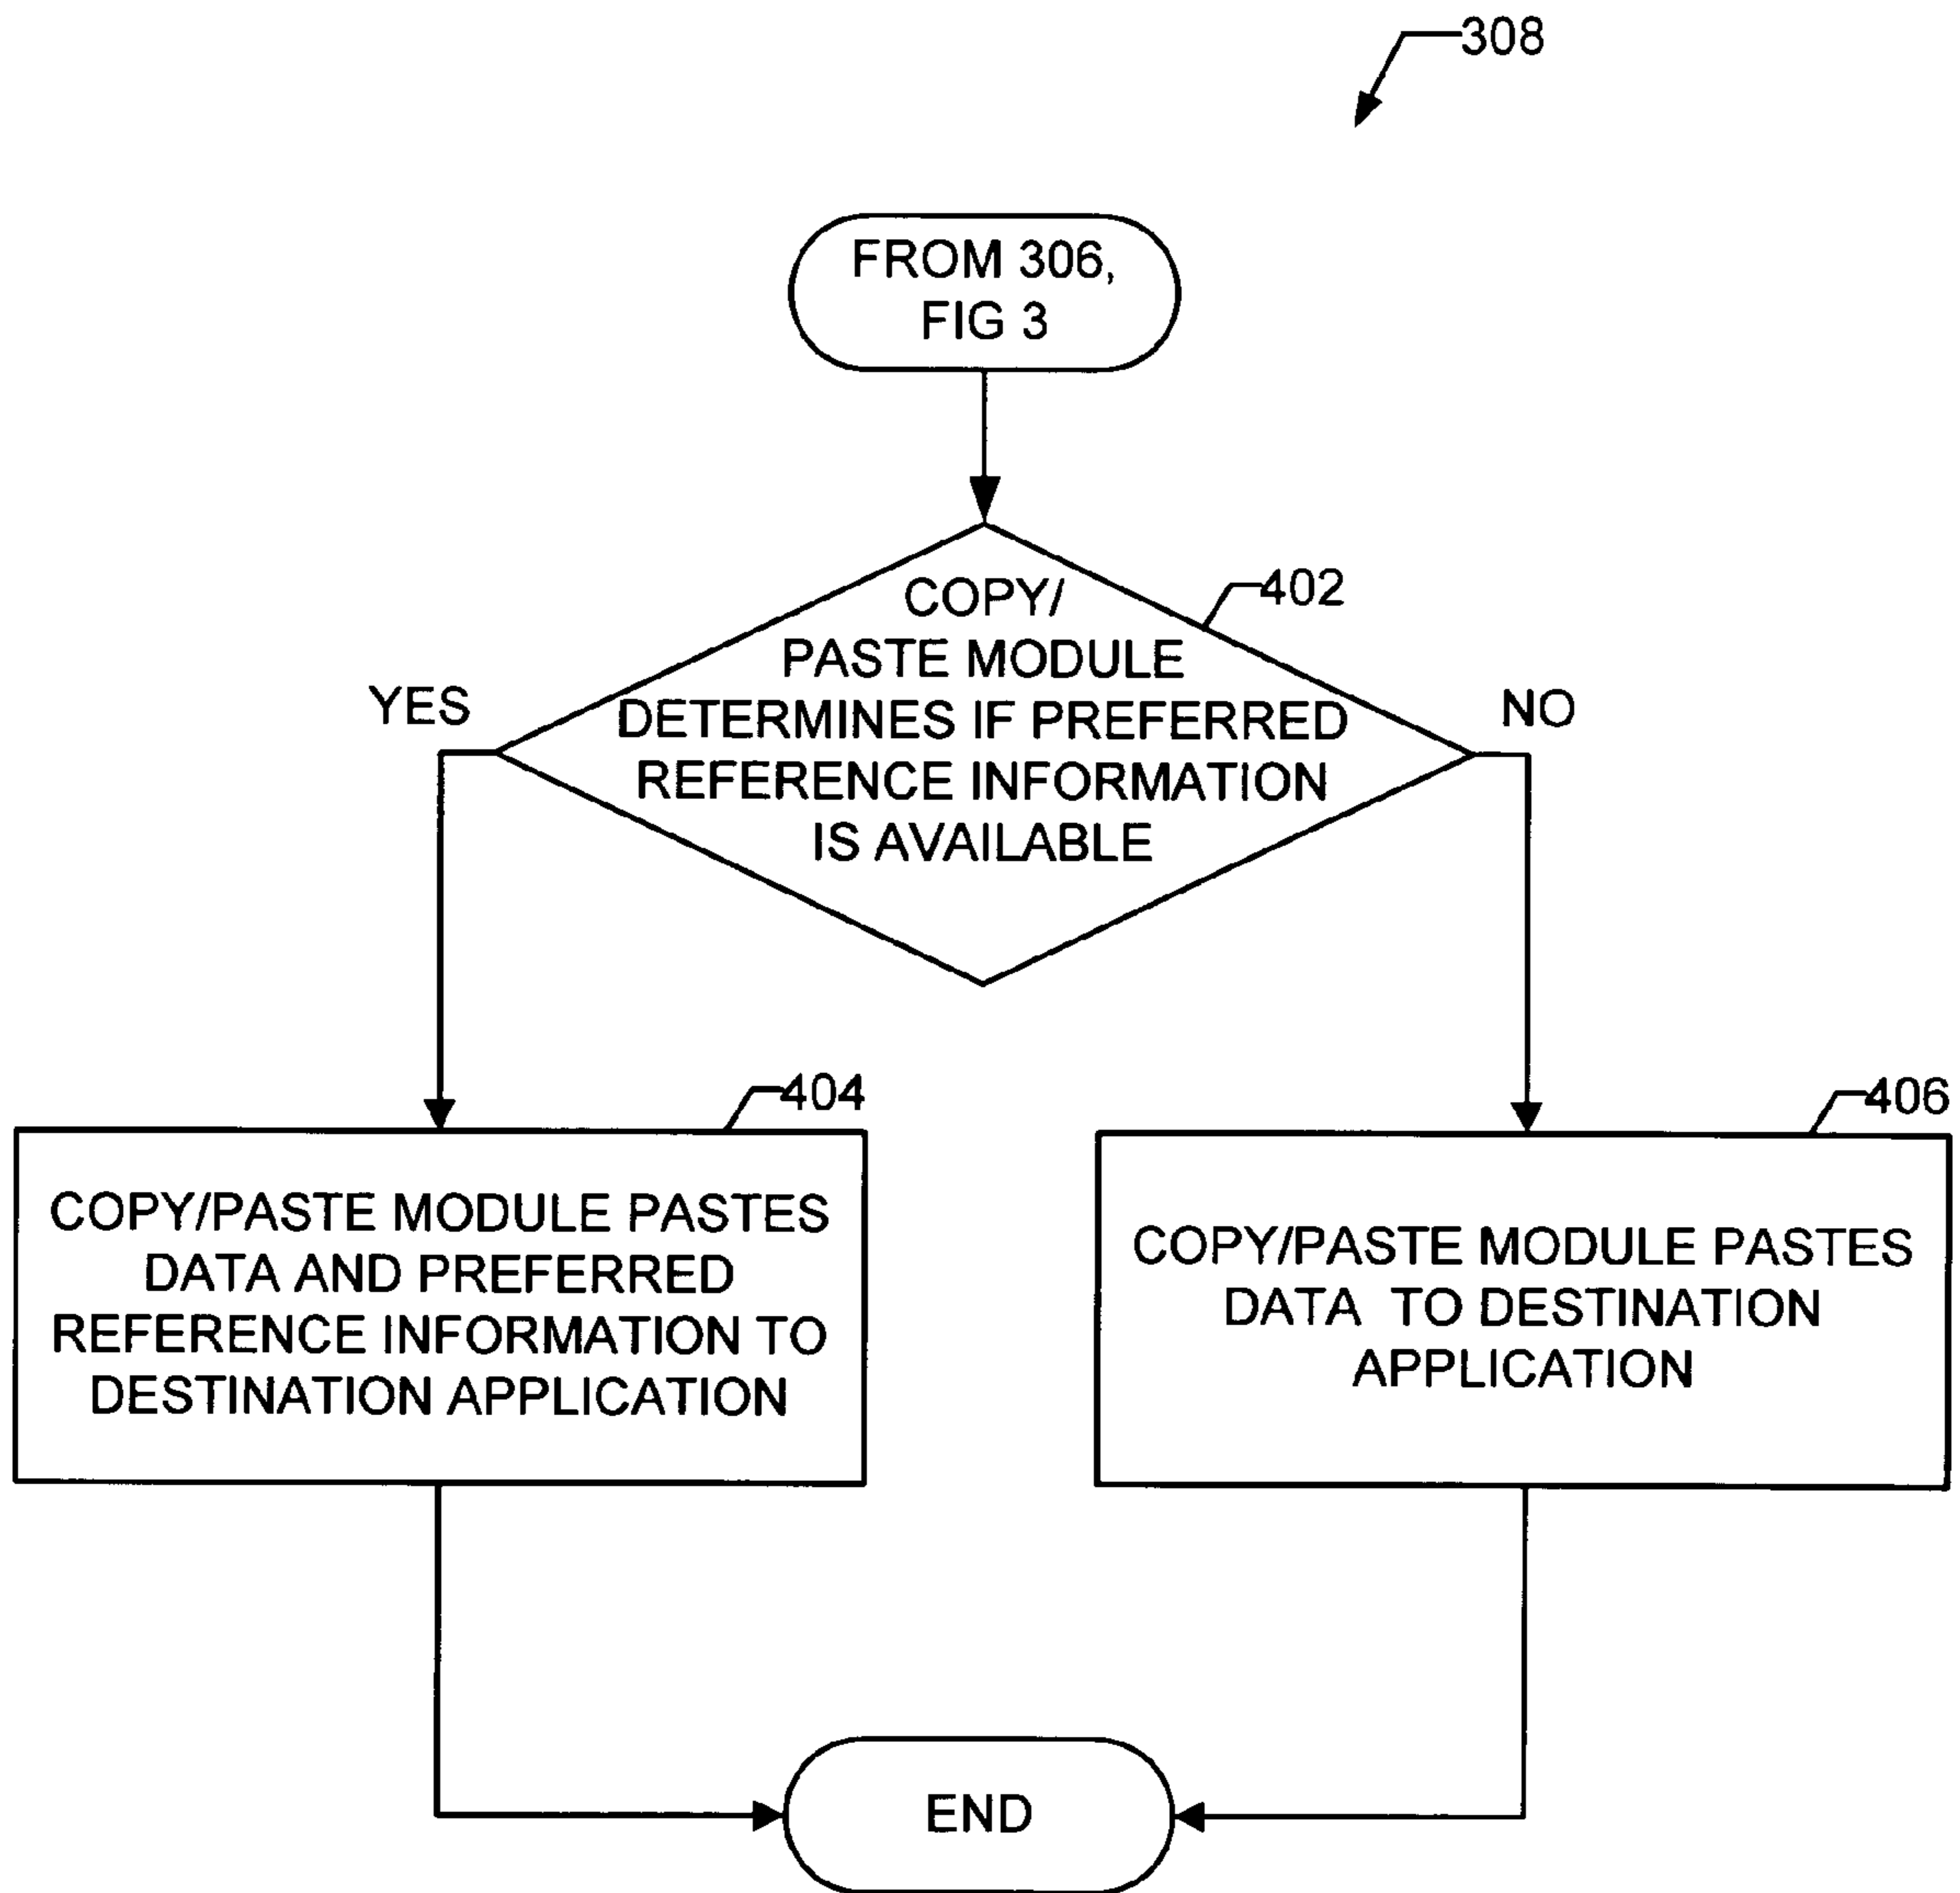 308
FROM 306,
FIG 3
402
COPY/
PASTE MODULE
DETERMINES IF PREFERRED
REFERENCE INFORMATION
IS AVAILABLE
YES
NO
404
COPY/PASTE MODULE PASTES
DATA AND PREFERRED
REFERENCE INFORMATION TO
DESTINATION APPLICATION
406
COPY/PASTE MODULE PASTES
DATA TO DESTINATION
APPLICATION
END